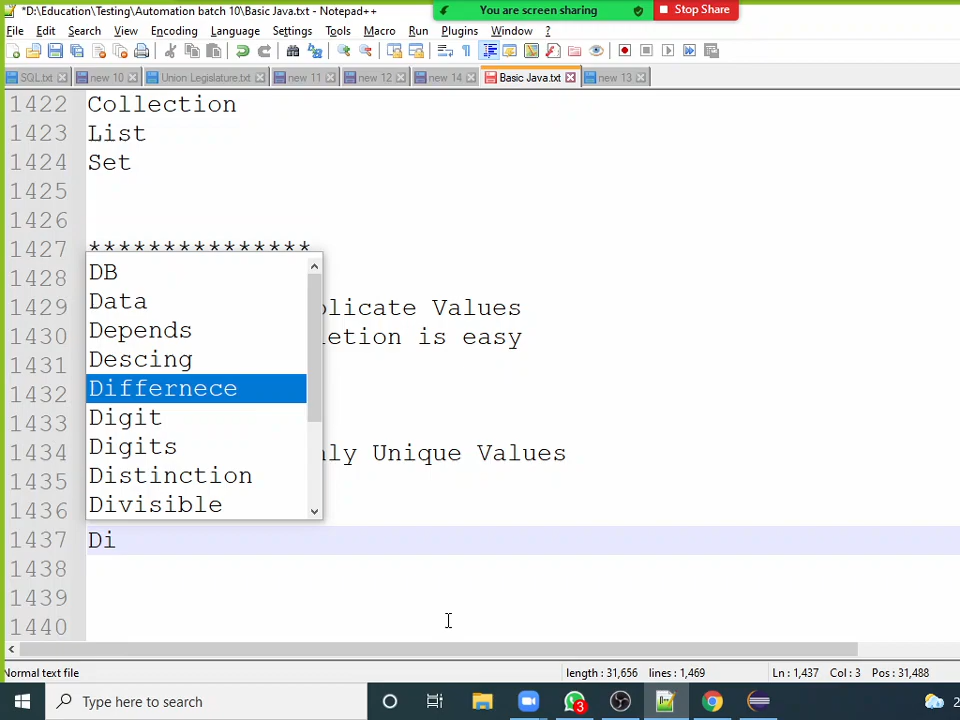 *D:\Education\Testing\Automation batch 10\Basic Java.txt - Notepad++
You are screen sharing
Stop Share
File Edit Search View Encoding Language Settings Tools Macro Run Plugins Window ?
SQL.txt new 10 Union Legislature.txt new 11 new 12 new 14 Basic Java.txt new 13
1422 Collection
1423 List
1424 Set
1425
1426
1427 ***************
1428
1429 plicate Values
1430 letion is easy
1431
1432
1433
1434 nly Unique Values
1435
1436
1437 Di
1438
1439
1440
DB
Data
Depends
Descing
Differnece
Digit
Digits
Distinction
Divisible
Normal text file length : 31,656 lines : 1,469 Ln : 1,437 Col : 3 Pos : 31,488
Type here to search
3
2